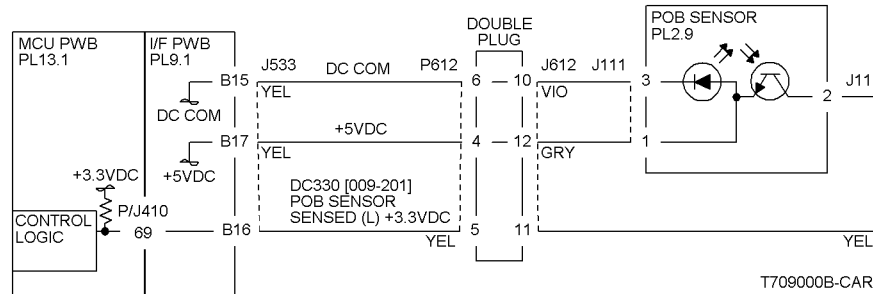 DOUBLE
PLUG
POB SENSOR
PL2.9
MCU PWB
PL13.1
I/F PWB
PL9.1
B15
J533
DC COM
P612
6
10
J612
J111
3
2
J11
YEL
VIO
DC COM
+5VDC
B17
4
12
1
YEL
GRY
+5VDC
+3.3VDC
DC330 [009-201]
POB SENSOR
SENSED (L) +3.3VDC
P/J410
CONTROL
LOGIC
69
B16
5
11
YEL
YEL
T709000B-CAR